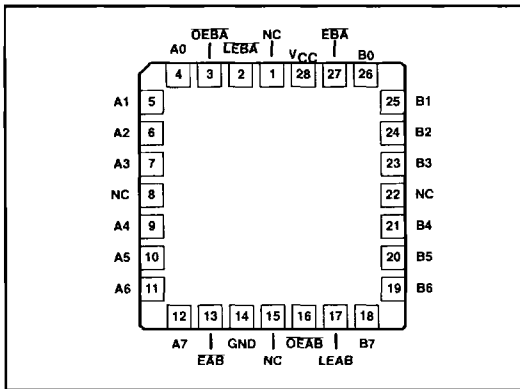 OEBA NC EBA
A0 LEBA VCC B0
4 3 2 1 28 27 26
A1 5 25 B1
A2 6 24 B2
A3 7 23 B3
NC 8 22 NC
A4 9 21 B4
A5 10 20 B5
A6 11 19 B6
12 13 14 15 16 17 18
A7 GND OEAB B7
EAB NC LEAB